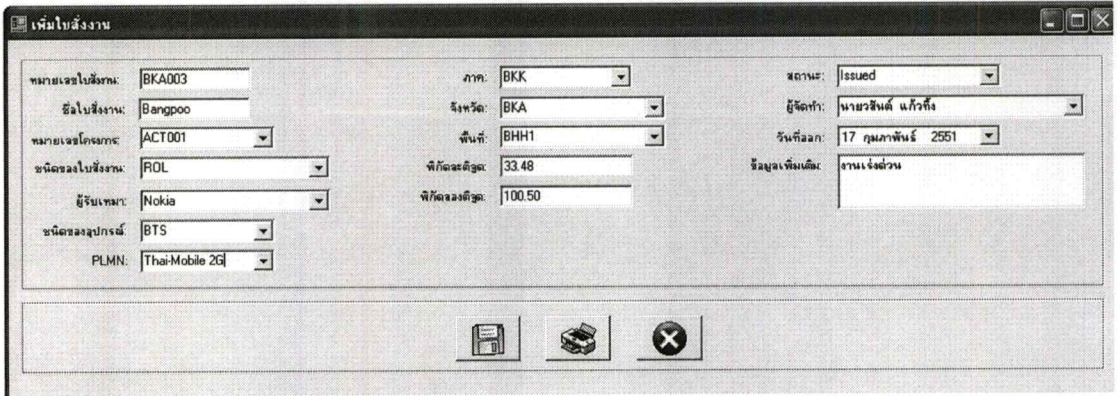 เพิ่มใบสั่งงาน
หมายเลขใบสั่งงาน: BKA003
ชื่อใบสั่งงาน: Bangpoo
หมายเลขโครงการ: ACT001
ชนิดของใบสั่งงาน: ROL
ผู้รับเหมา: Nokia
ชนิดของอุปกรณ์: BTS
PLMN: Thai-Mobile 2G
ภาค: BKK
จังหวัด: BKA
พื้นที่: BHH1
พิกัดละติจูด: 33.48
พิกัดลองติจูด: 100.50
สถานะ: Issued
ผู้จัดทำ: นายวสันต์ แก้วกิ้ง
วันที่ออก: 17 กุมภาพันธ์ 2551
ข้อมูลเพิ่มเติม: งานเร่งด่วน